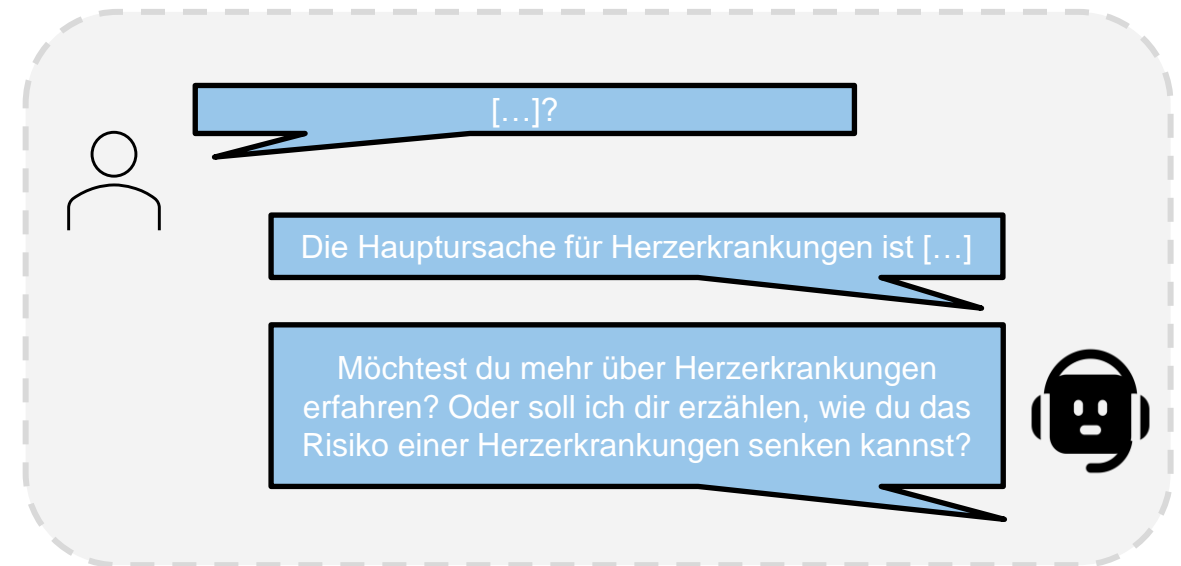 […]?
Die Hauptursache für Herzerkrankungen ist […]
Möchtest du mehr über Herzerkrankungen
erfahren? Oder soll ich dir erzählen, wie du das
Risiko einer Herzerkrankungen senken kannst?